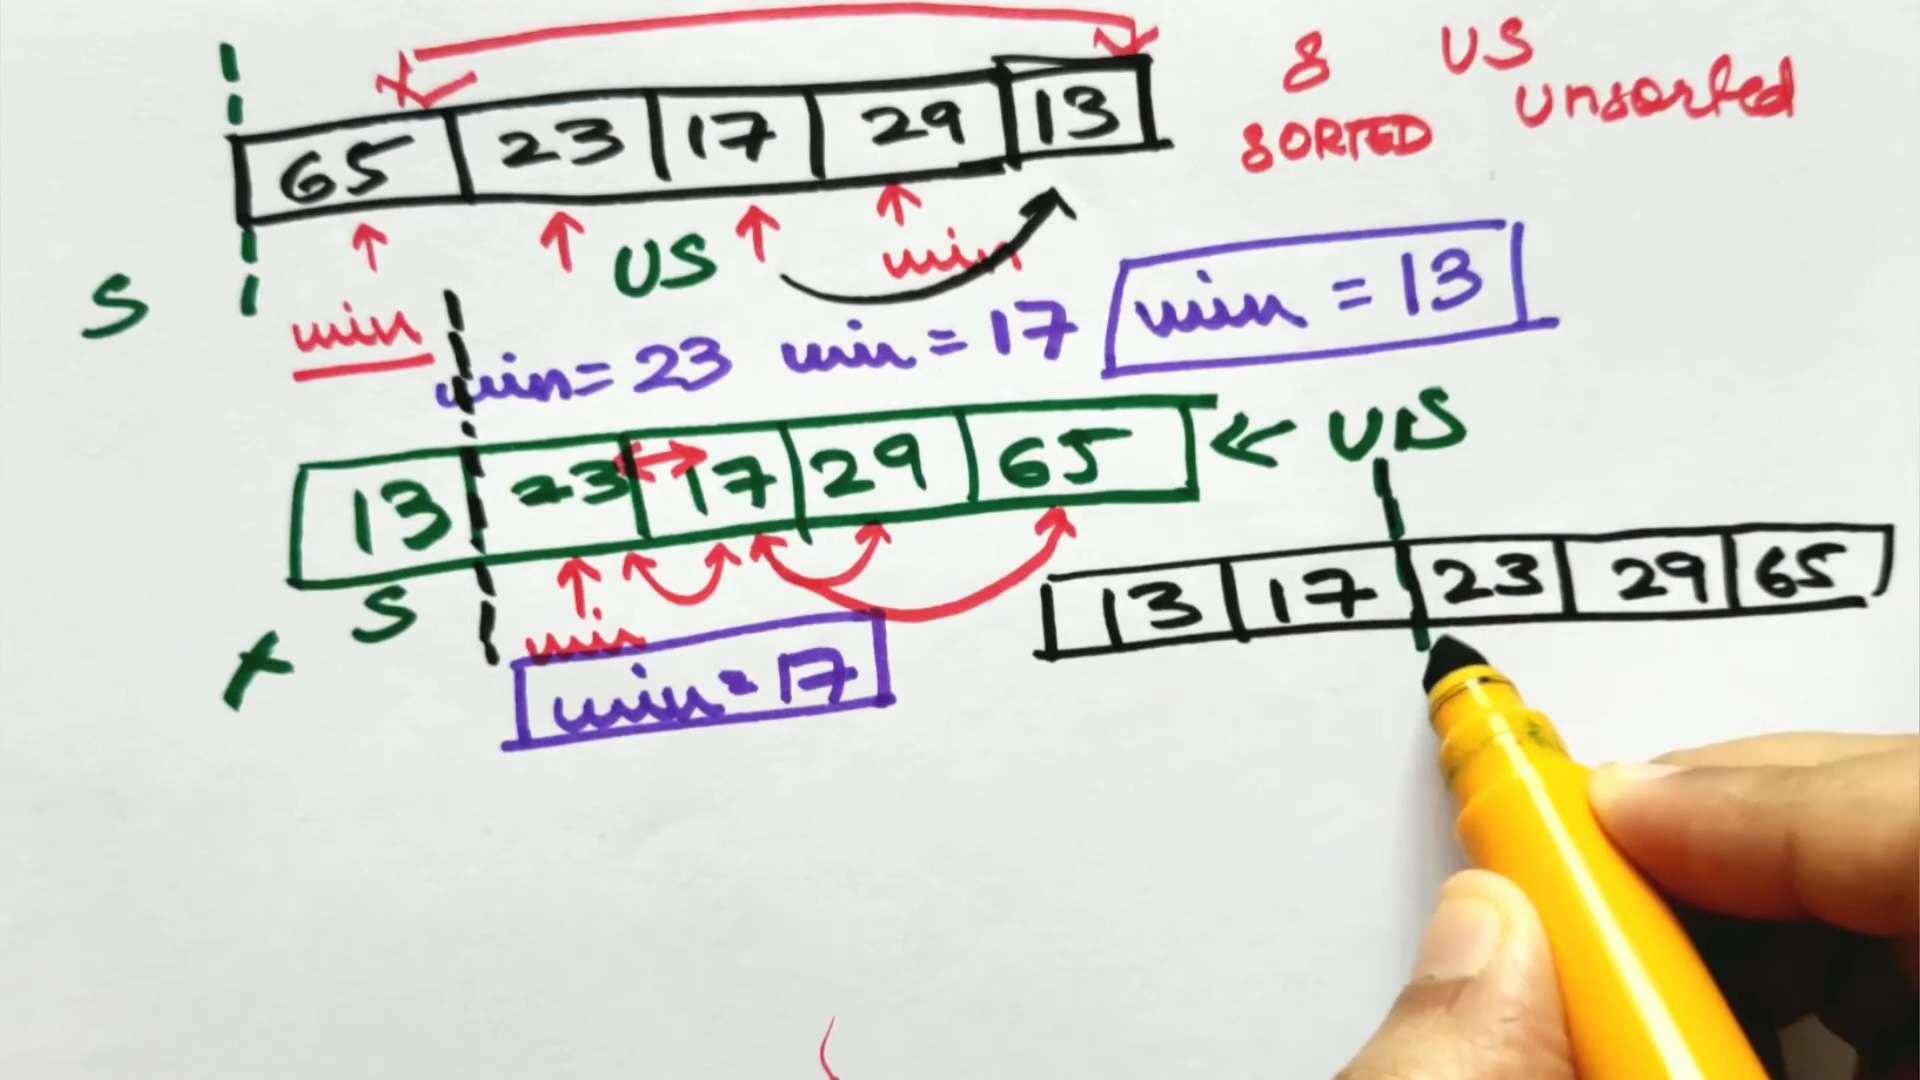 S US
SORTED unsorted
65 23 17 29 13
S US min
min min=23 min=17 min=13
13 23 17 29 65 << US
S
min
min=17
13 17 23 29 65